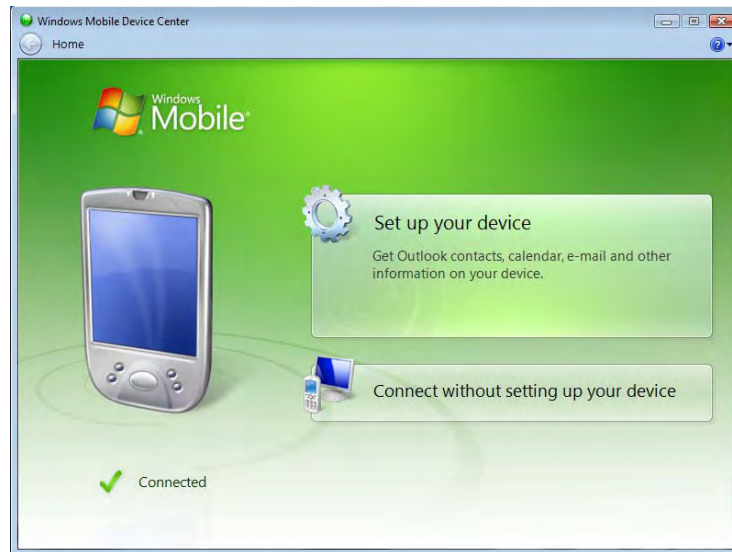 Windows Mobile Device Center
Home
Windows
Mobile®
Set up your device
Get Outlook contacts, calendar, e-mail and other
information on your device.
Connect without setting up your device
Connected